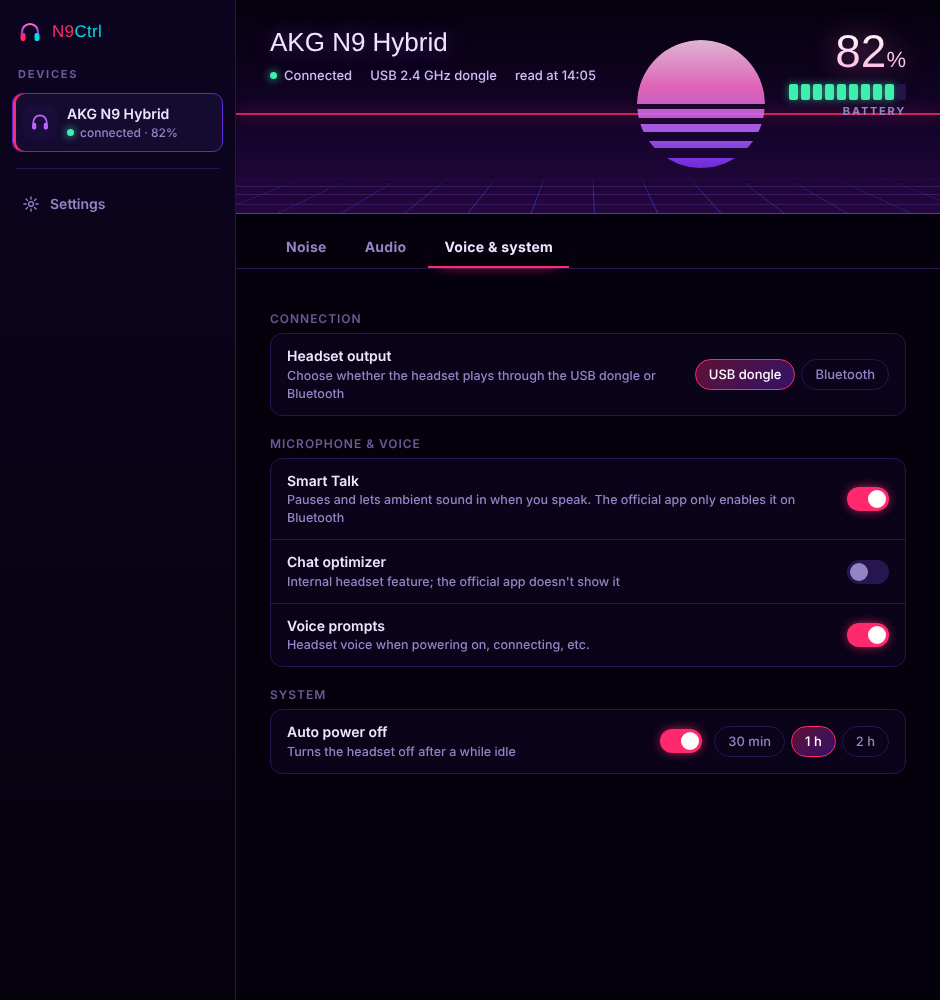 N9Ctrl
DEVICES
AKG N9 Hybrid
connected · 82%
Settings
AKG N9 Hybrid
Connected USB 2.4 GHz dongle read at 14:05
82%
BATTERY
Noise Audio Voice & system
CONNECTION
Headset output
Choose whether the headset plays through the USB dongle or
Bluetooth
USB dongle Bluetooth
MICROPHONE & VOICE
Smart Talk
Pauses and lets ambient sound in when you speak. The official app only enables it on
Bluetooth
Chat optimizer
Internal headset feature; the official app doesn't show it
Voice prompts
Headset voice when powering on, connecting, etc.
SYSTEM
Auto power off
Turns the headset off after a while idle
30 min 1 h 2 h